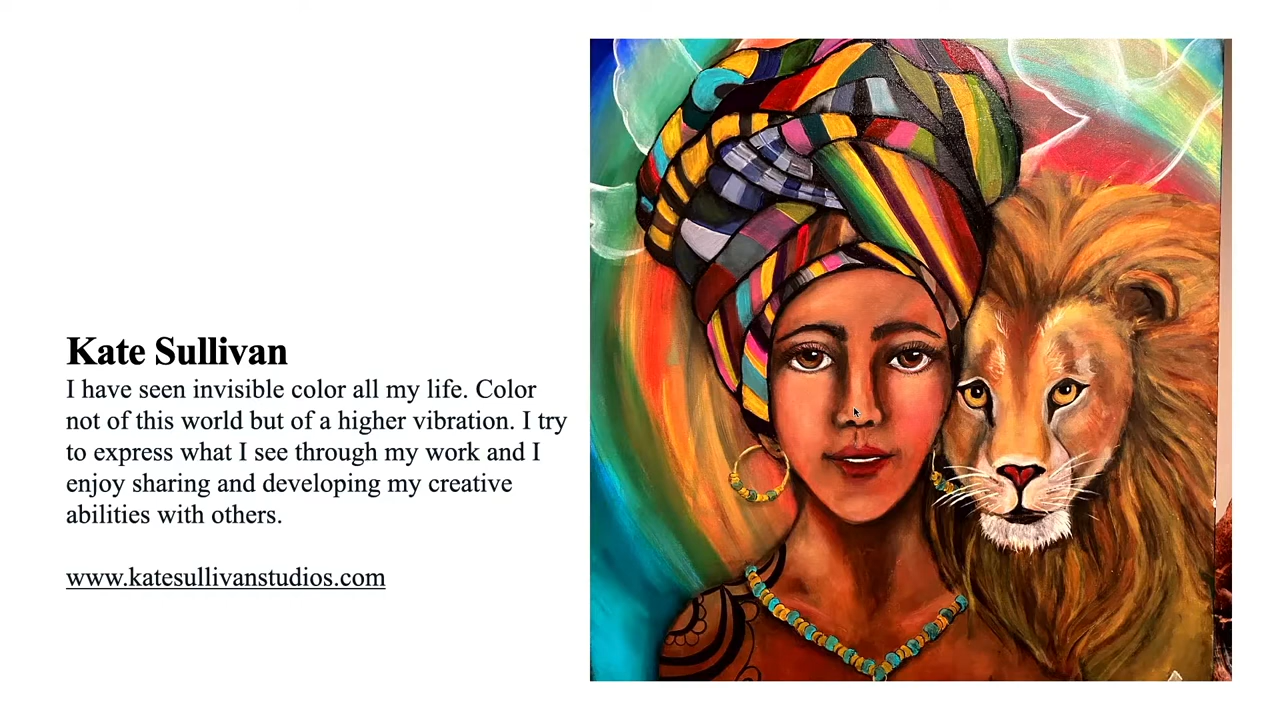 Kate Sullivan
I have seen invisible color all my life. Color
not of this world but of a higher vibration. I try
to express what I see through my work and I
enjoy sharing and developing my creative
abilities with others.
www.katesullivanstudios.com